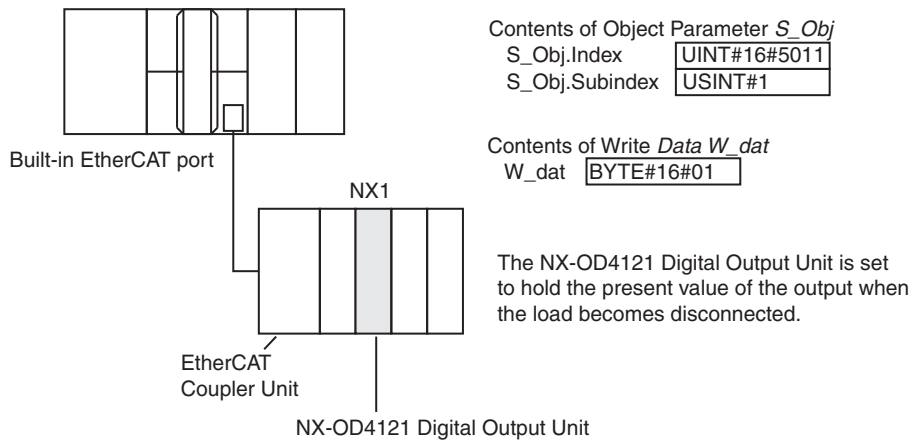 Contents of Object Parameter S_Obj
S_Obj.Index UINT#16#5011
S_Obj.Subindex USINT#1
Built-in EtherCAT port
Contents of Write Data W_dat
W_dat BYTE#16#01
NX1
The NX-OD4121 Digital Output Unit is set
to hold the present value of the output when
the load becomes disconnected.
EtherCAT
Coupler Unit
NX-OD4121 Digital Output Unit